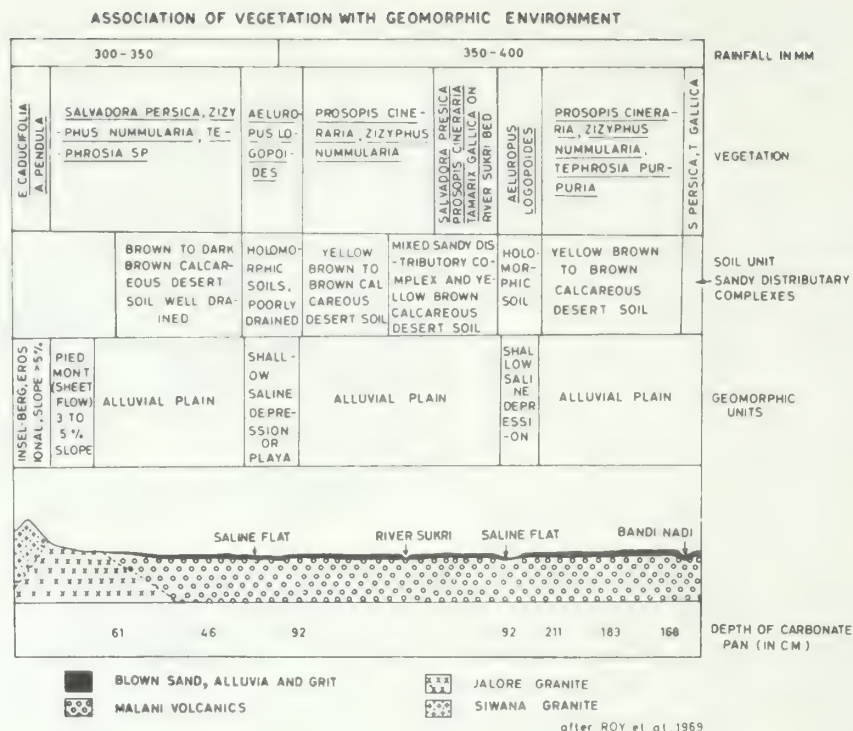 ASSOCIATION OF VEGETATION WITH GEOMORPHIC ENVIRONMENT
300-350
350-400
RAINFALL IN MM
E. CADUCIFOLIA
A. PENDULA
SALVADORA PERSICA, ZIZY
PHUS NUMMULARIA, TE-
PHROSIA SP
AELURO-
PUS LO-
GOPOI-
DES
PROSOPIS CINE-
RARIA, ZIZYPHUS
NUMMULARIA
SALVADORA PRESICA
PROSOPIS CINERARIA
TAMARIX GALLICA ON
RIVER SUKRI BED
AELUROPUS
LOGOPOIDES
PROSOPIS CINERA-
RIA, ZIZYPHUS
NUMMULARIA,
TEPHROSIA PUR-
PURIA
S PERSICA, T GALLICA
VEGETATION
BROWN TO DARK
BROWN CALCAR-
EOUS DESERT
SOIL WELL DRA-
INED
HOLOMO-
RPHIC
SOILS,
POORLY
DRAINED
YELLOW
BROWN TO
BROWN CAL
CAREOUS
DESERT SOIL
MIXED SANDY DIS
-TRIBUTARY CO-
MPLEX AND YE-
LLOW BROWN
CALCAREOUS
DESERT SOIL
HOLO-
MOR-
PHIC
SOIL
YELLOW BROWN
TO BROWN
CALCAREOUS
DESERT SOIL
SOIL UNIT
SANDY DISTRIBUTARY
COMPLEXES
INSEL-BERG, EROS
IONAL, SLOPE >5%
PIED
MONT
(SHEET
FLOW)
3 TO
5 %
SLOPE
ALLUVIAL PLAIN
SHALL-
OW
SALINE
DEPRE-
SSION
OR
PLAYA
ALLUVIAL PLAIN
SHAL
LOW
SALI
NE
DEPR
ESSI
-ON
ALLUVIAL PLAIN
GEOMORPHIC
UNITS
SALINE FLAT
RIVER SUKRI
SALINE FLAT
BANDI NADI
61
46
92
92
211
183
168
DEPTH OF CARBONATE
PAN (IN CM)
BLOWN SAND, ALLUVIA AND GRIT
JALORE GRANITE
MALANI VOLCANICS
SIWANA GRANITE
after ROY et al. 1969